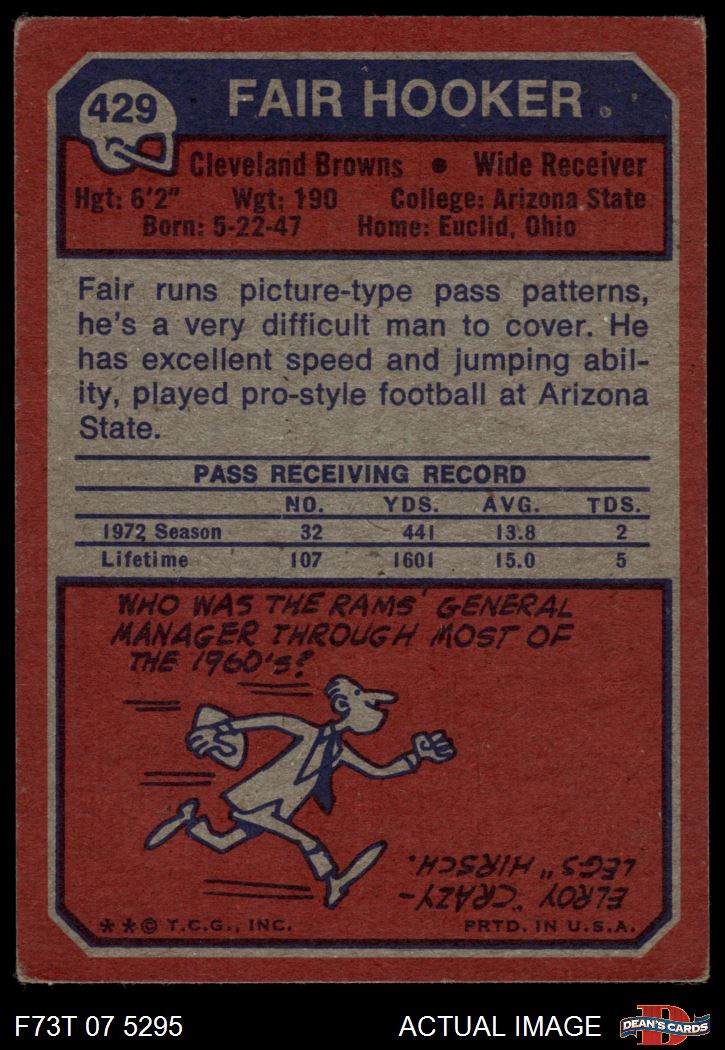 429
FAIR HOOKER
Cleveland Browns • Wide Receiver
Hgt: 6'2" Wgt: 190 College: Arizona State
Born: 5-22-47 Home: Euclid, Ohio
Fair runs picture-type pass patterns,
he's a very difficult man to cover. He
has excellent speed and jumping abil-
ity, played pro-style football at Arizona
State.
PASS RECEIVING RECORD
NO. YDS. AVG. TDS.
1972 Season 32 441 13.8 2
Lifetime 107 1601 15.0 5
WHO WAS THE RAMS' GENERAL
MANAGER THROUGH MOST OF
THE 1960's?
ELROY "CRAZY-
LEGS" HIRSCH.
**© T.C.G., INC. PRTD. IN U.S.A.
F73T 07 5295 ACTUAL IMAGE
D
DEAN'S CARDS